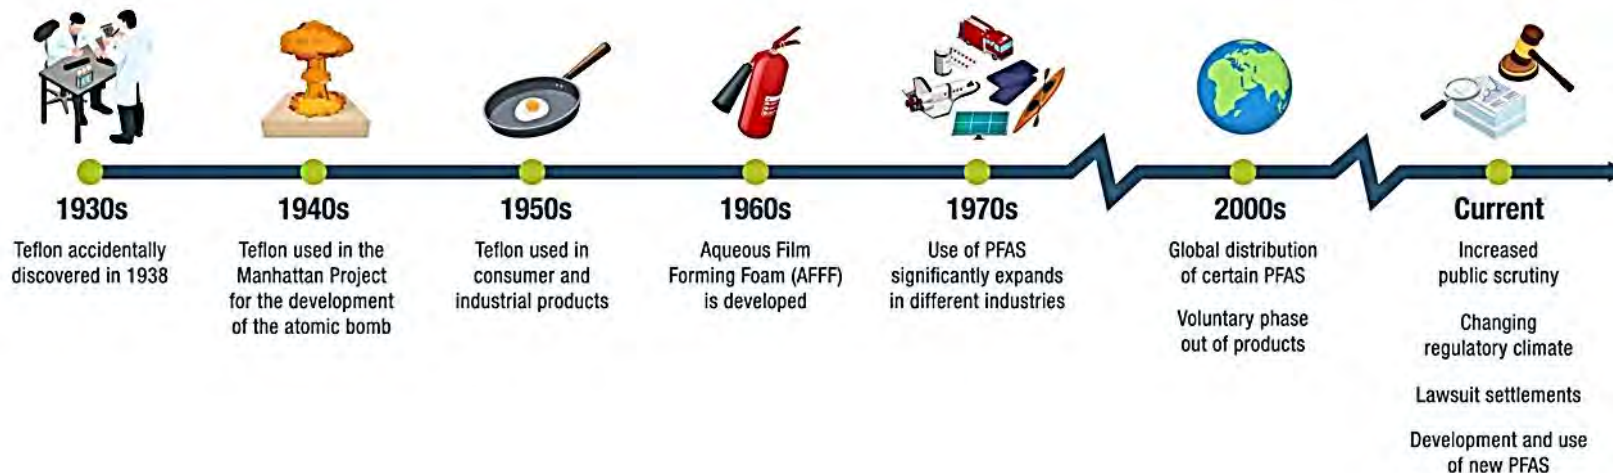 1930s
Teflon accidentally
discovered in 1938
1940s
Teflon used in the
Manhattan Project
for the development
of the atomic bomb
1950s
Teflon used in
consumer and
industrial products
1960s
Aqueous Film
Forming Foam (AFFF)
is developed
1970s
Use of PFAS
significantly expands
in different industries
2000s
Global distribution
of certain PFAS
Voluntary phase
out of products
Current
Increased
public scrutiny
Changing
regulatory climate
Lawsuit settlements
Development and use
of new PFAS